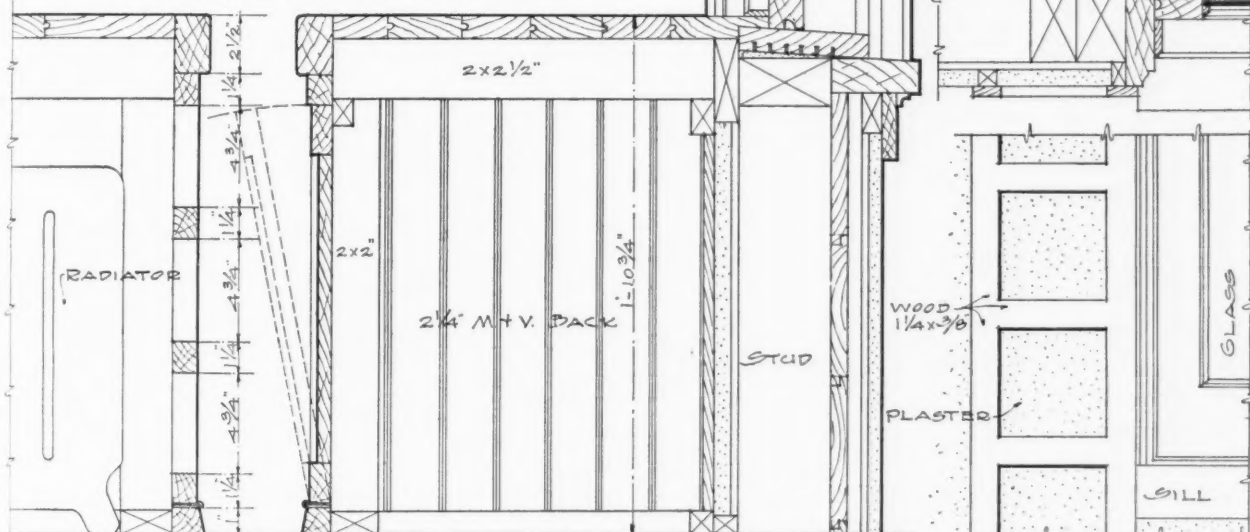 2½"
1¼
4¾"
1¼"
4¾"
1¼"
4¾"
1¼"
1"
RADIATOR
2x2½"
2x2"
2¼" M+V. BACK
1'-10¾"
STUD
WOOD
1¼x⅜"
PLASTER
GLASS
SILL